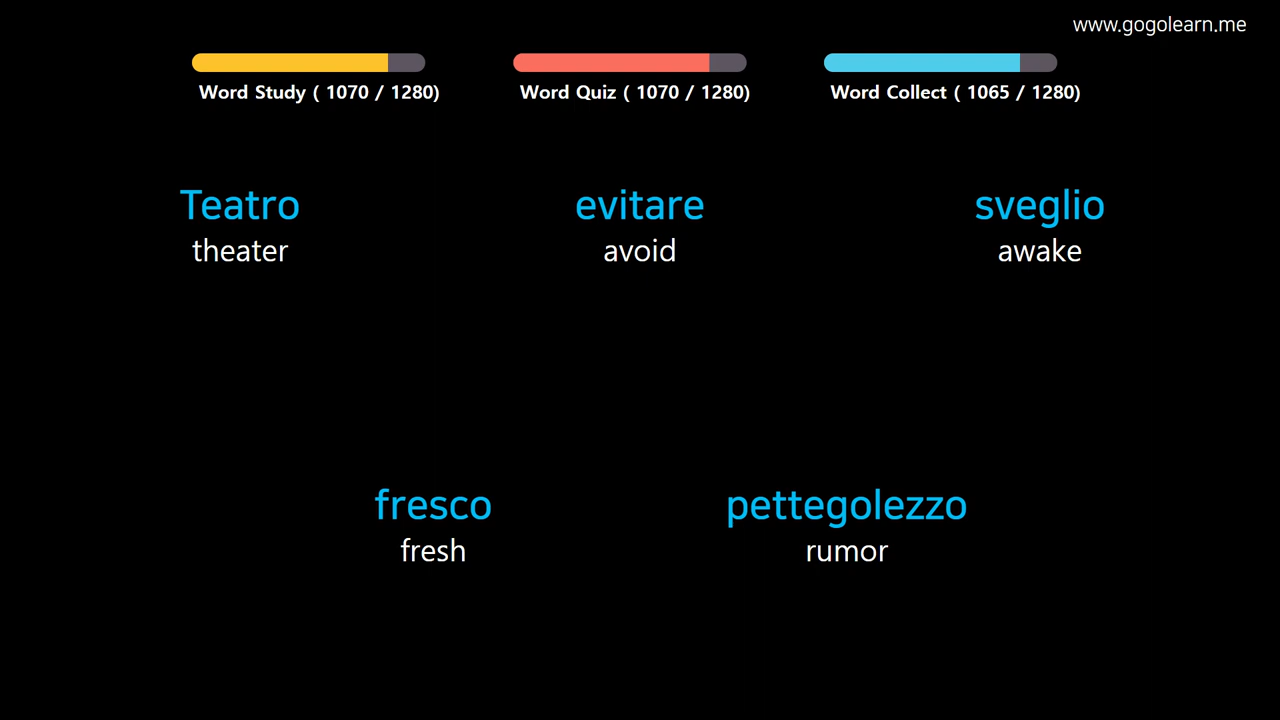 www.gogolearn.me
Word Study ( 1070 / 1280)
Word Quiz ( 1070 / 1280)
Word Collect ( 1065 / 1280)
Teatro
theater
evitare
avoid
sveglio
awake
fresco
fresh
pettegolezzo
rumor